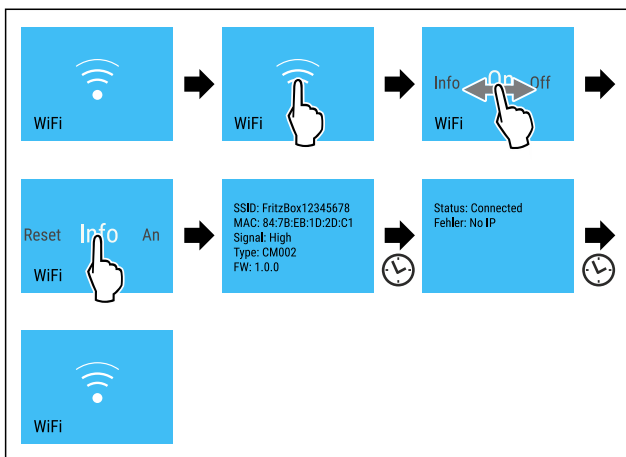 WiFi
WiFi
Info On Off
WiFi
Reset Info An
WiFi
SSID: FritzBox12345678
MAC: 84:7B:EB:1D:2D:C1
Signal: High
Type: CM002
FW: 1.0.0
Status: Connected
Fehler: No IP
WiFi